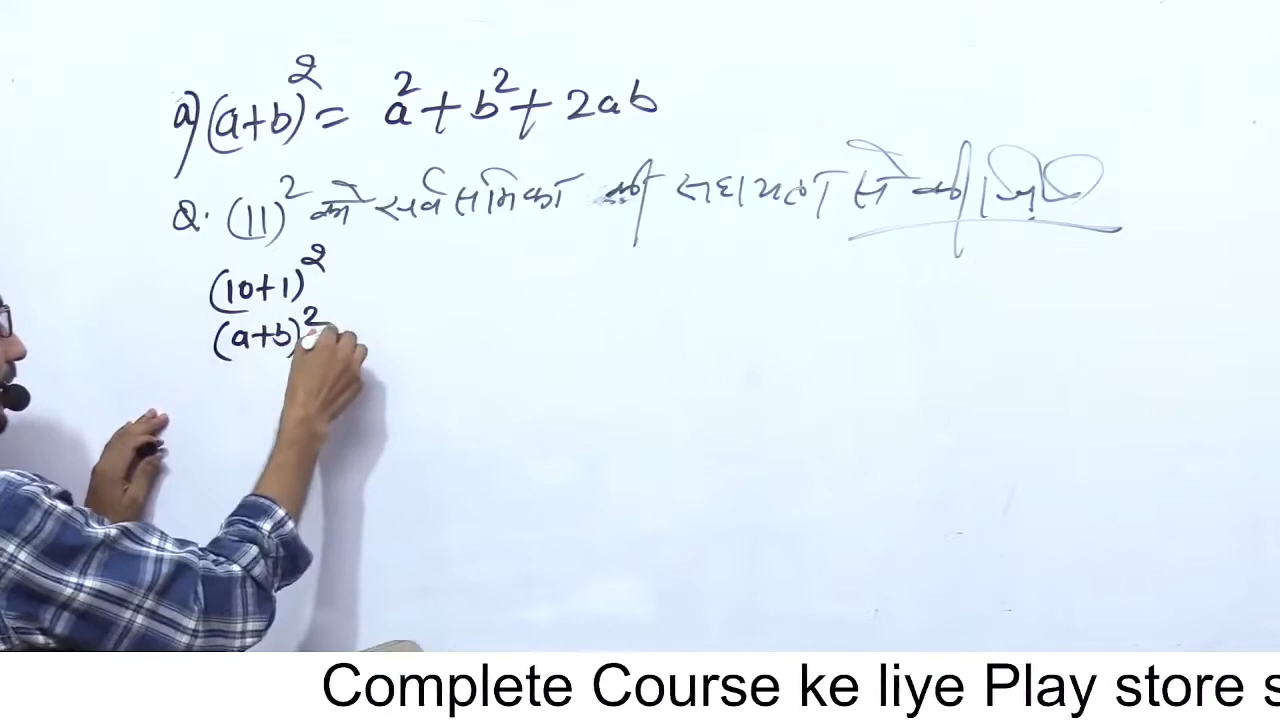 a) (a+b)² = a² + b² + 2ab
Q. (11)² को सर्वसमिका की सहायता से कीजिए
(10+1)²
(a+b)²
Complete Course ke liye Play store s